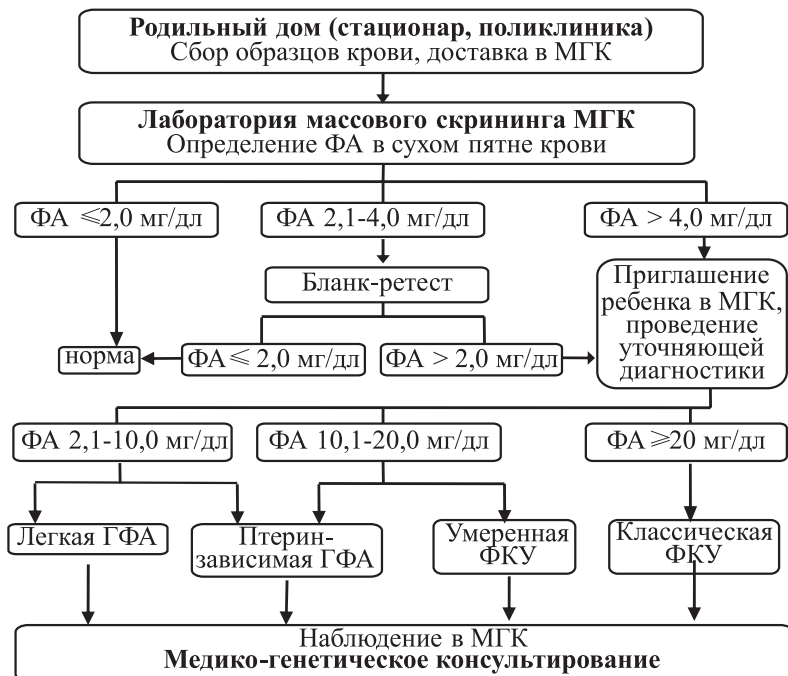 Родильный дом (стационар, поликлиника)
Сбор образцов крови, доставка в МГК
Лаборатория массового скрининга МГК
Определение ФА в сухом пятне крови
ФА ⩽2,0 мг/дл
ФА 2,1-4,0 мг/дл
ФА > 4,0 мг/дл
Бланк-ретест
Приглашение
ребенка в МГК,
проведение
уточняющей
диагностики
норма
ФА⩽ 2,0 мг/дл
ФА > 2,0 мг/дл
ФА 2,1-10,0 мг/дл
ФА 10,1-20,0 мг/дл
ФА⩾20 мг/дл
Легкая ГФА
Птерин-
зависимая ГФА
Умеренная
ФКУ
Классическая
ФКУ
Наблюдение в МГК
Медико-генетическое консультирование